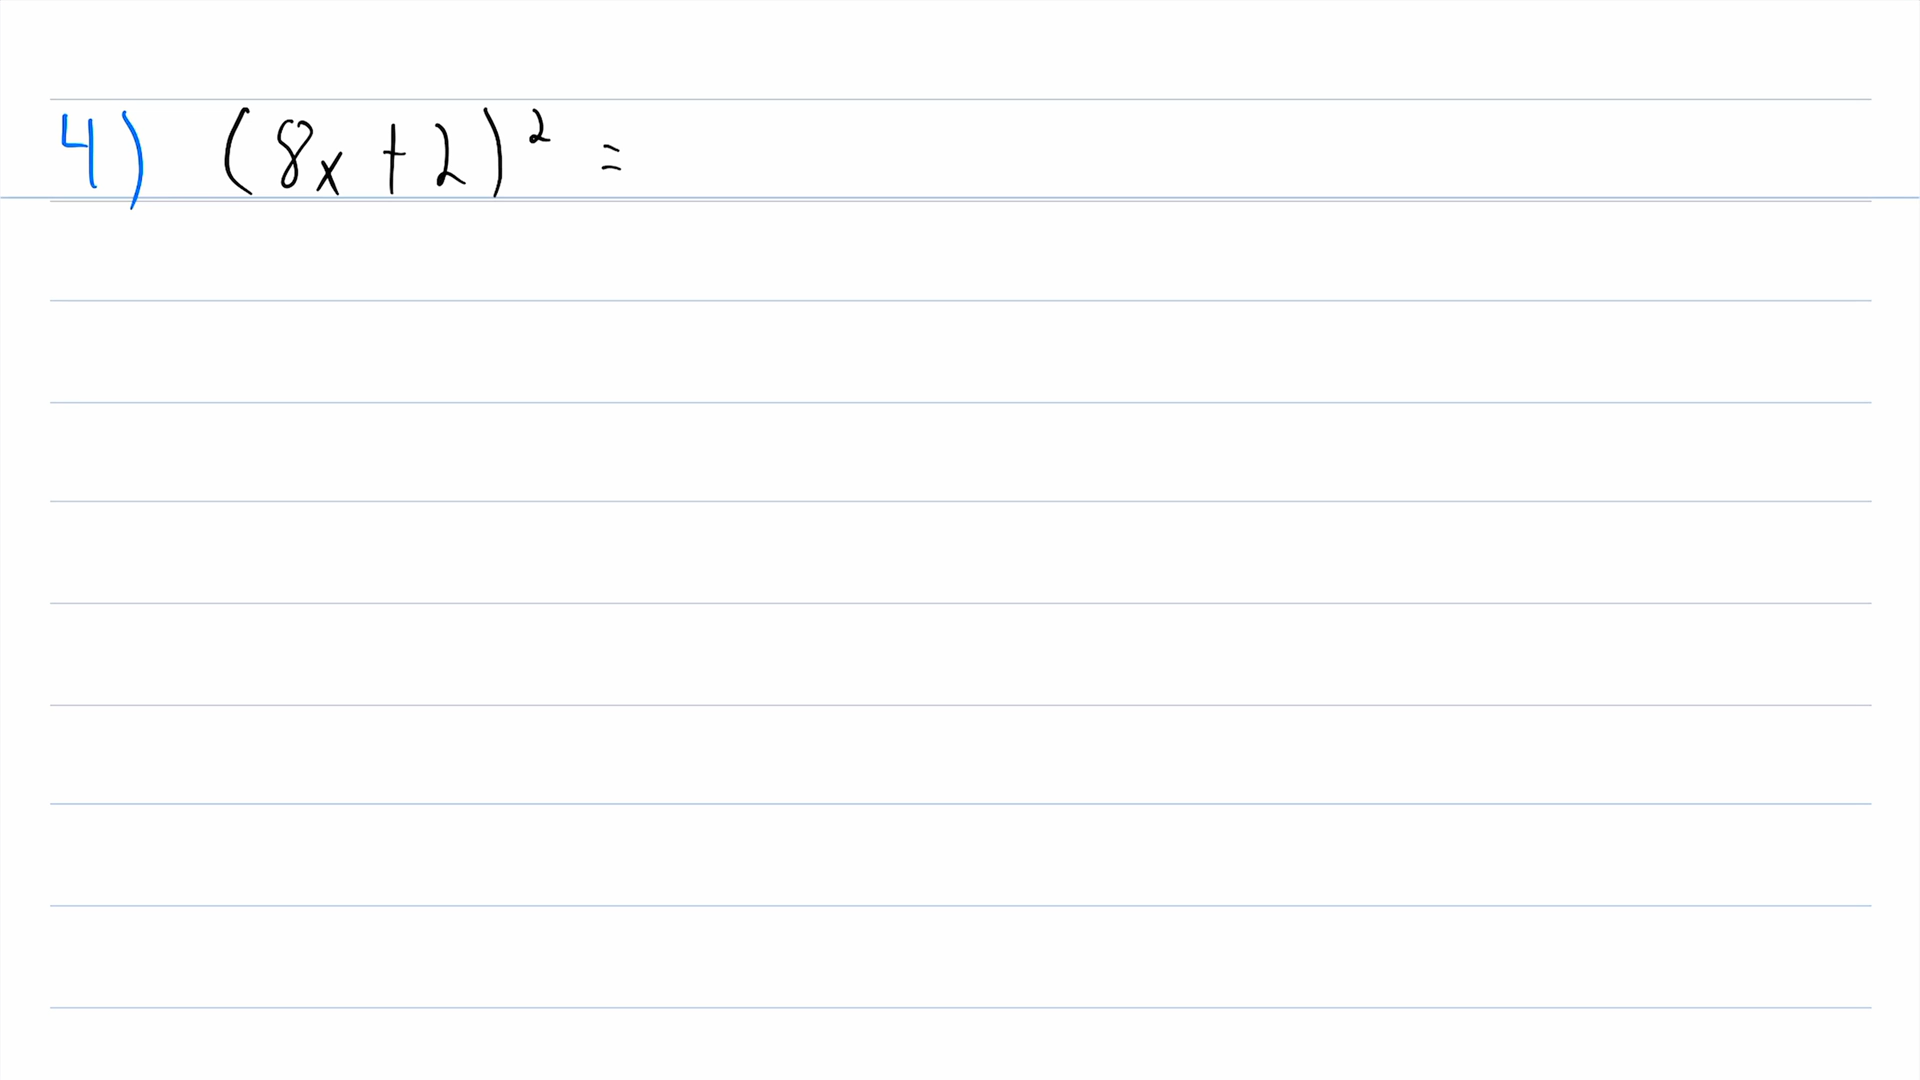 4) (8x + 2)² =